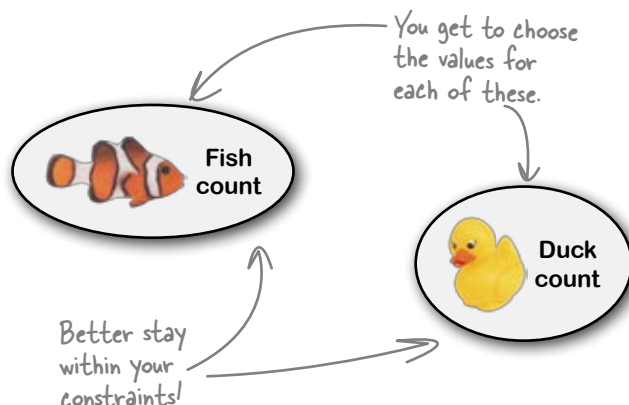 You get to choose
the values for
each of these.
Fish
count
Duck
count
Better stay
within your
constraints!